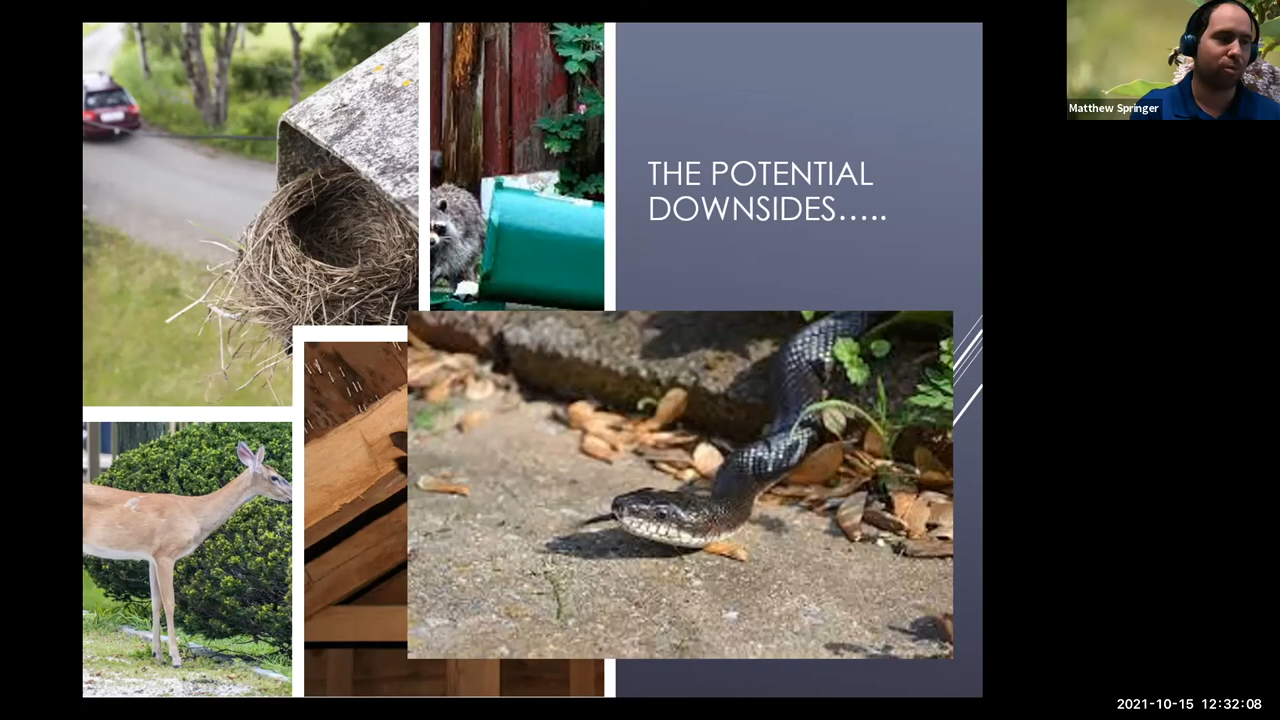 THE POTENTIAL
DOWNSIDES.....
Matthew Springer
2021-10-15 12:32:08